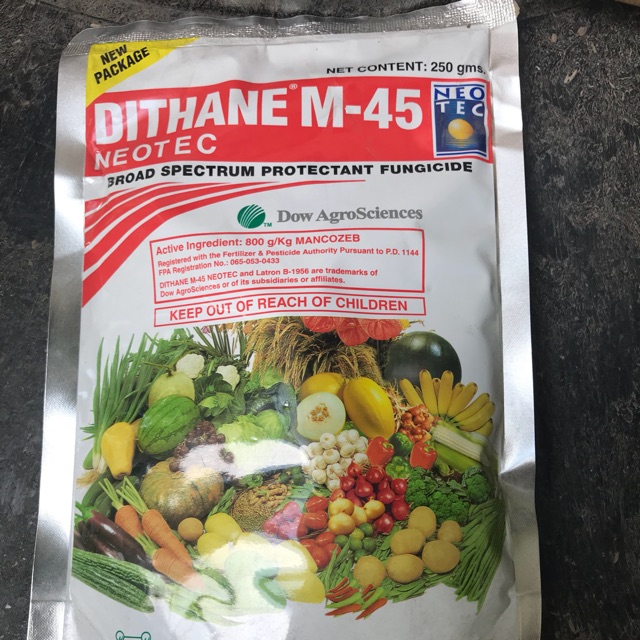 NEW
PACKAGE
NET CONTENT: 250 gms.
DITHANE® M-45
NEO
TEC
NEOTEC
BROAD SPECTRUM PROTECTANT FUNGICIDE
TM Dow AgroSciences
Active Ingredient: 800 g/Kg MANCOZEB
Registered with the Fertilizer & Pesticide Authority Pursuant to P.D. 1144
FPA Registration No.: 065-053-0433
DITHANE M-45 NEOTEC and Latron B-1956 are trademarks of
Dow AgroSciences or of its subsidiaries or affiliates.
KEEP OUT OF REACH OF CHILDREN